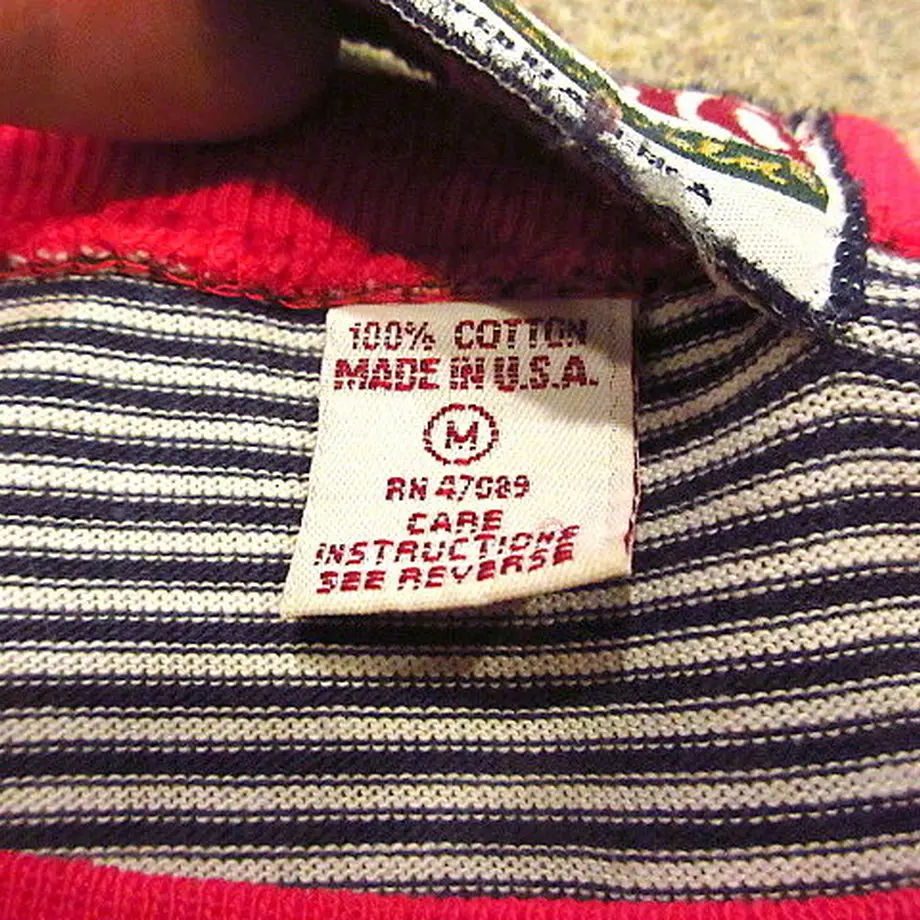 100% COTTON
MADE IN U.S.A.
M
RN 47089
CARE
INSTRUCTIONS
SEE REVERSE